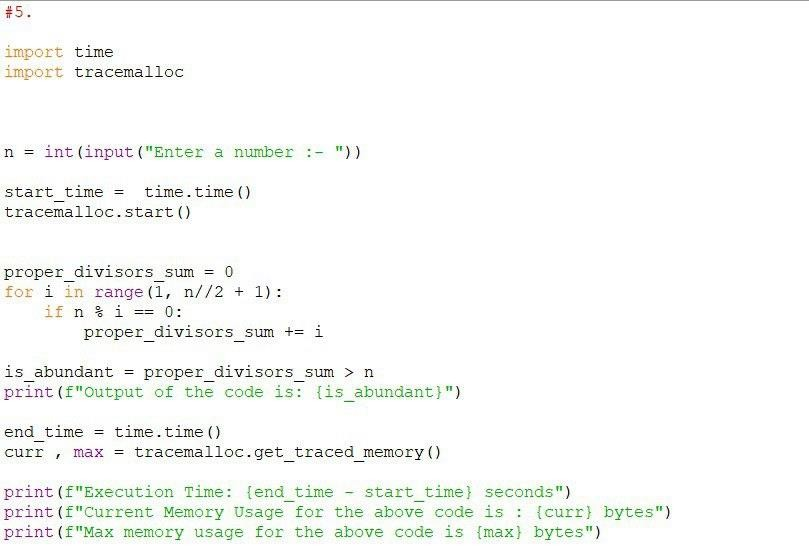 #5.
import time
import tracemalloc
n = int(input("Enter a number :- "))
start_time =  time.time()
tracemalloc.start()
proper_divisors_sum = 0
for i in range(1, n//2 + 1):
    if n % i == 0:
        proper_divisors_sum += i
is_abundant = proper_divisors_sum > n
print(f"Output of the code is: {is_abundant}")
end_time = time.time()
curr , max = tracemalloc.get_traced_memory()
print(f"Execution Time: {end_time - start_time} seconds")
print(f"Current Memory Usage for the above code is : {curr} bytes")
print(f"Max memory usage for the above code is {max} bytes")